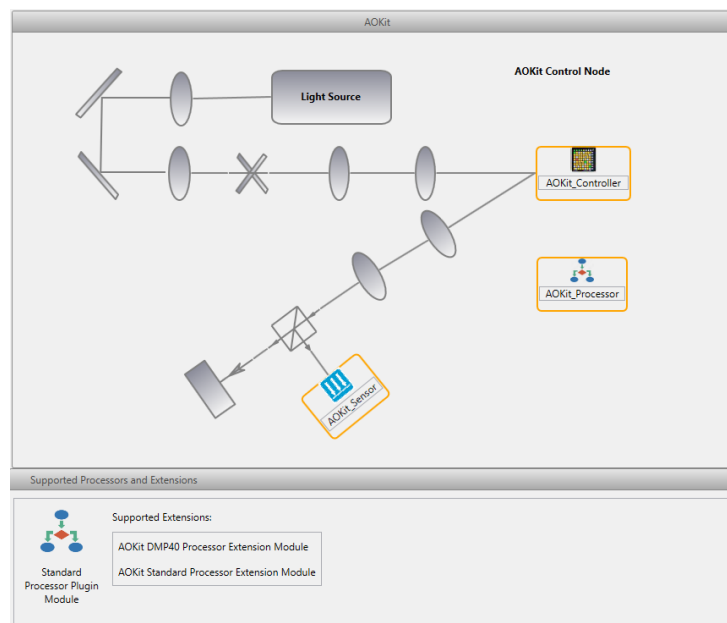 AOKit
AOKit Control Node
Light Source
AOKit_Controller
AOKit_Processor
AOKit_Sensor
Supported Processors and Extensions
Supported Extensions:
AOKit DMP40 Processor Extension Module
AOKit Standard Processor Extension Module
Standard
Processor Plugin
Module